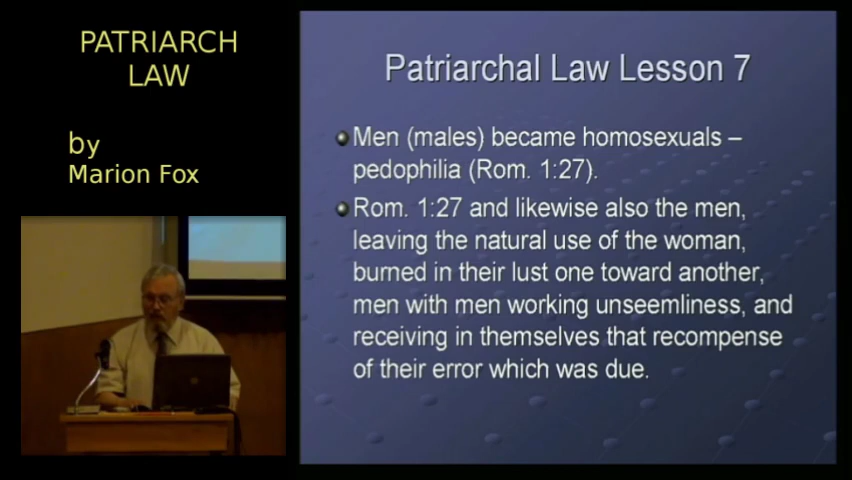 PATRIARCH
LAW
by
Marion Fox
Patriarchal Law Lesson 7
Men (males) became homosexuals –
pedophilia (Rom. 1:27).
Rom. 1:27 and likewise also the men,
leaving the natural use of the woman,
burned in their lust one toward another,
men with men working unseemliness, and
receiving in themselves that recompense
of their error which was due.